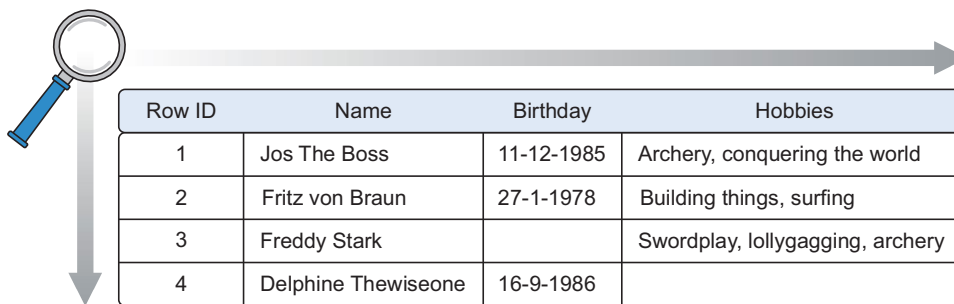 Row ID Name Birthday Hobbies
1 Jos The Boss 11-12-1985 Archery, conquering the world
2 Fritz von Braun 27-1-1978 Building things, surfing
3 Freddy Stark Swordplay, lollygagging, archery
4 Delphine Thewiseone 16-9-1986